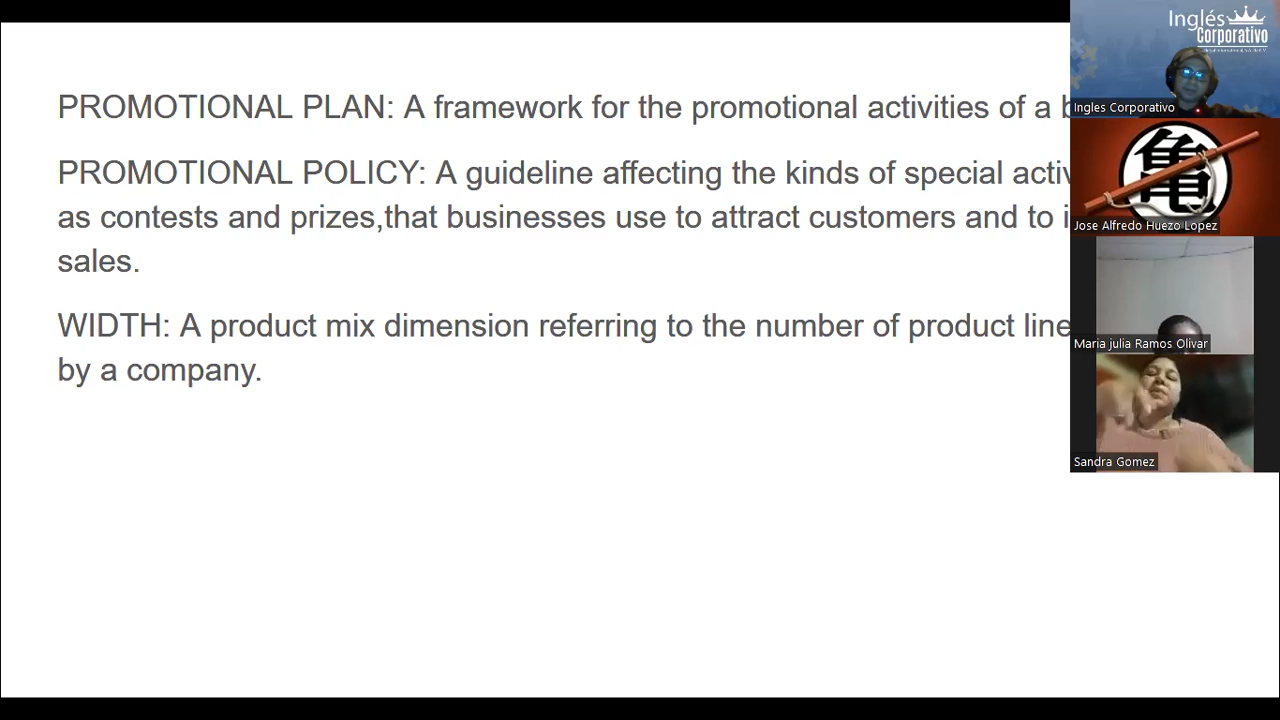 PROMOTIONAL PLAN: A framework for the promotional activities of a
PROMOTIONAL POLICY: A guideline affecting the kinds of special
as contests and prizes,that businesses use to attract customers and to
sales.
WIDTH: A product mix dimension referring to the number of product line
by a company.
Inglés
Corporativo
Ingles Corporativo
亀
Jose Alfredo Huezo Lopez
Maria julia Ramos Olivar
Sandra Gomez